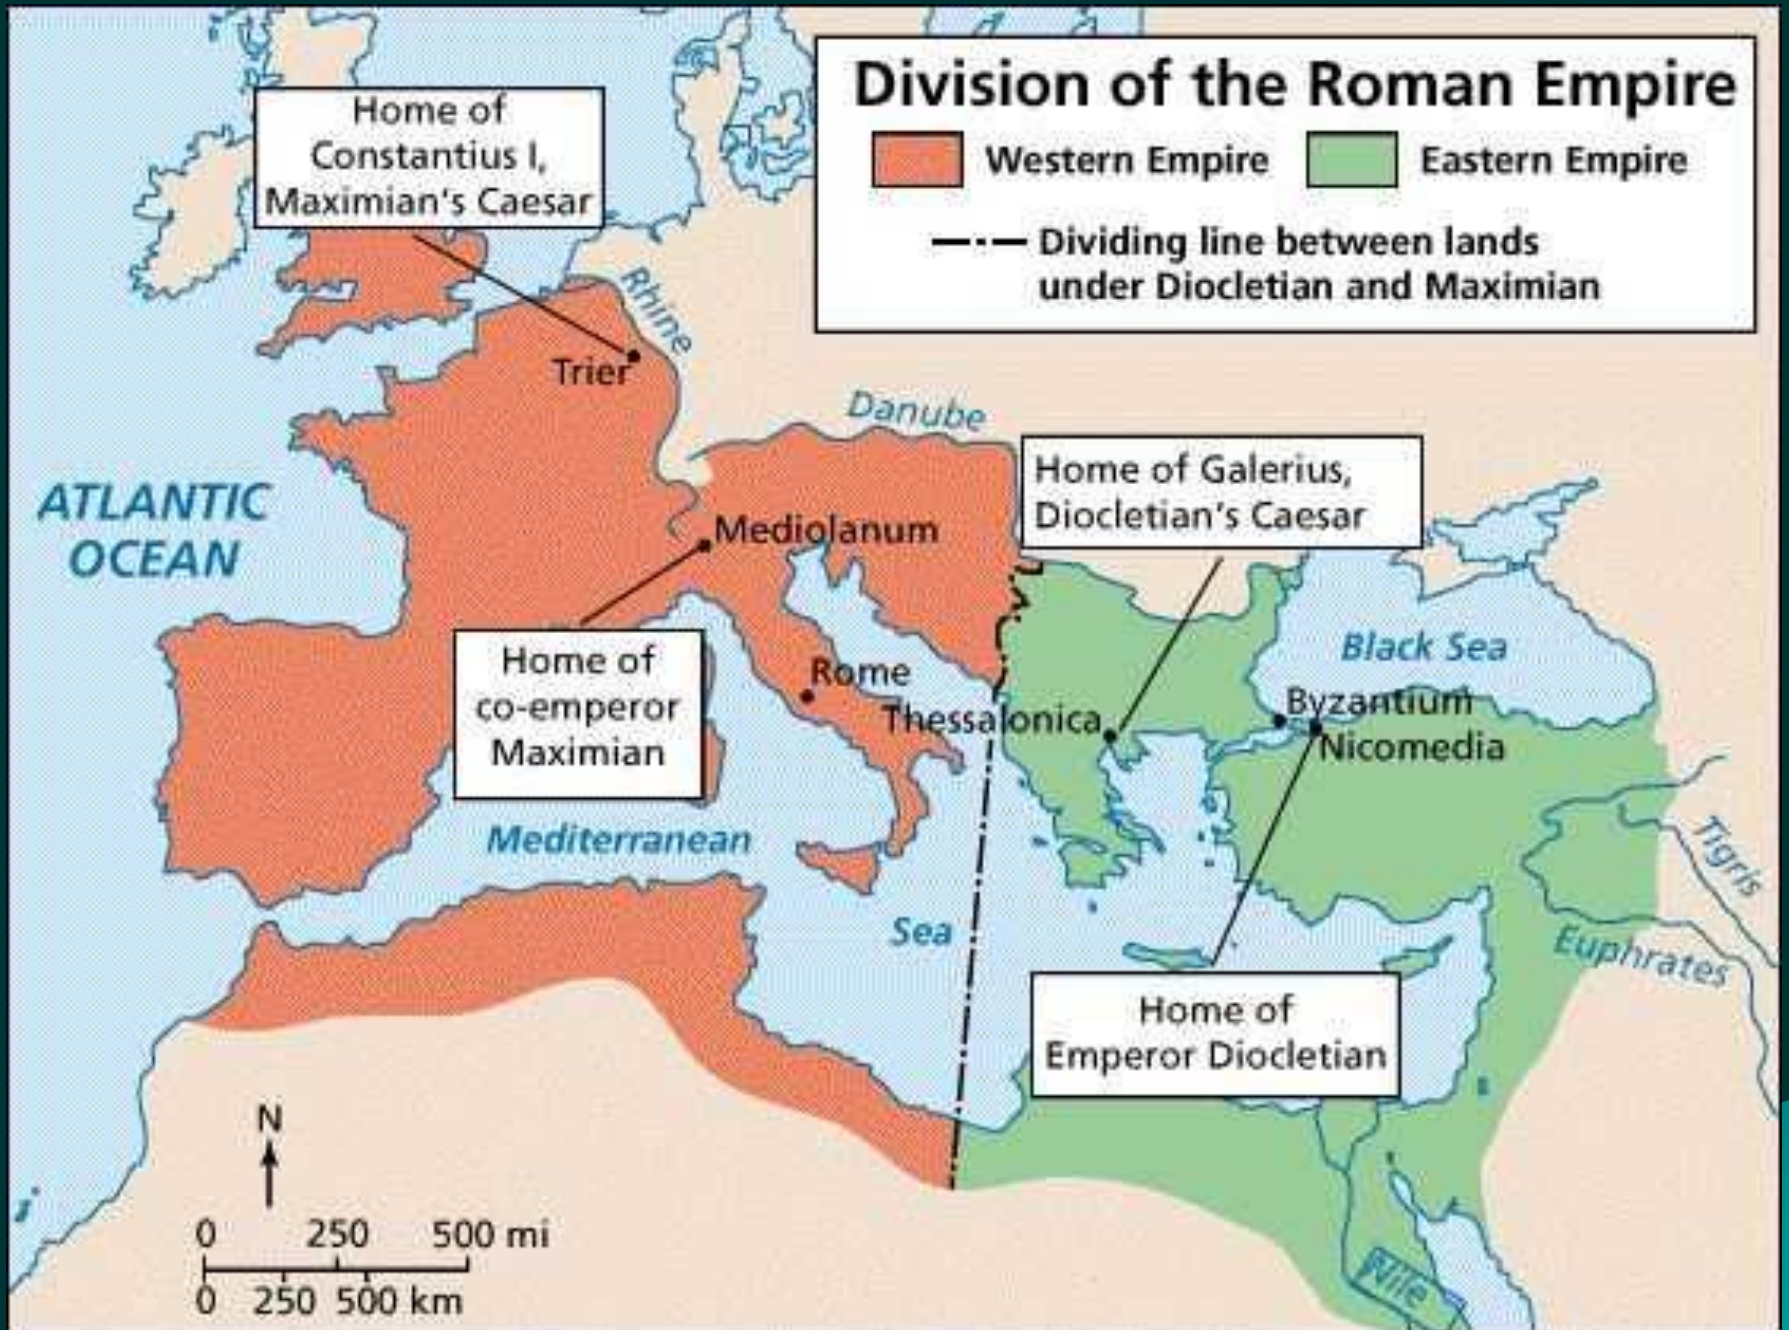 Division of the Roman Empire
Western Empire
Eastern Empire
Dividing line between lands
under Diocletian and Maximian
Home of
Constantius I,
Maximian's Caesar
Rhine
Trier
Danube
Home of Galerius,
Diocletian's Caesar
ATLANTIC
OCEAN
Mediolanum
Home of
co-emperor
Maximian
Rome
Thessalonica
Black Sea
Byzantium
Nicomedia
Mediterranean
Sea
Tigris
Euphrates
Home of
Emperor Diocletian
N
0 250 500 mi
0 250 500 km
Nile